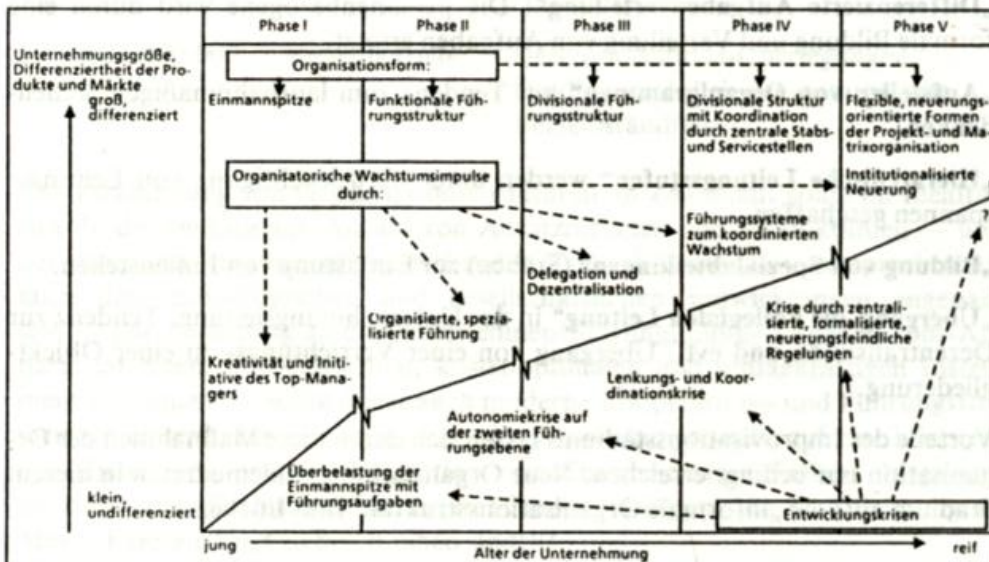 Phase I
Phase II
Phase III
Phase IV
Phase V
Unternehmungsgröße,
Differenziertheit der Pro-
dukte und Märkte
groß,
differenziert
Organisationsform:
Einmannspitze
Funktionale Füh-
rungsstruktur
Divisionale Füh-
rungsstruktur
Divisionale Struktur
mit Koordination
durch zentrale Stabs-
und Servicestellen
Flexible, neuerungs-
orientierte Formen
der Projekt- und Ma-
trixorganisation
Organisatorische Wachstumsimpulse
durch:
Institutionalisierte
Neuerung
Führungssysteme
zum koordinierten
Wachstum
Delegation und
Dezentralisation
Organisierte, spezia-
lisierte Führung
Kreativität und Initi-
ative des Top-Mana-
gers
Krise durch zentrali-
sierte, formalisierte,
neuerungsfeindliche
Regelungen
Lenkungs- und Koor-
dinationskrise
Autonomiekrise auf
der zweiten Füh-
rungsebene
Überbelastung der
Einmannspitze mit
Führungsaufgaben
klein,
undifferenziert
Entwicklungskrisen
jung
Alter der Unternehmung
reif